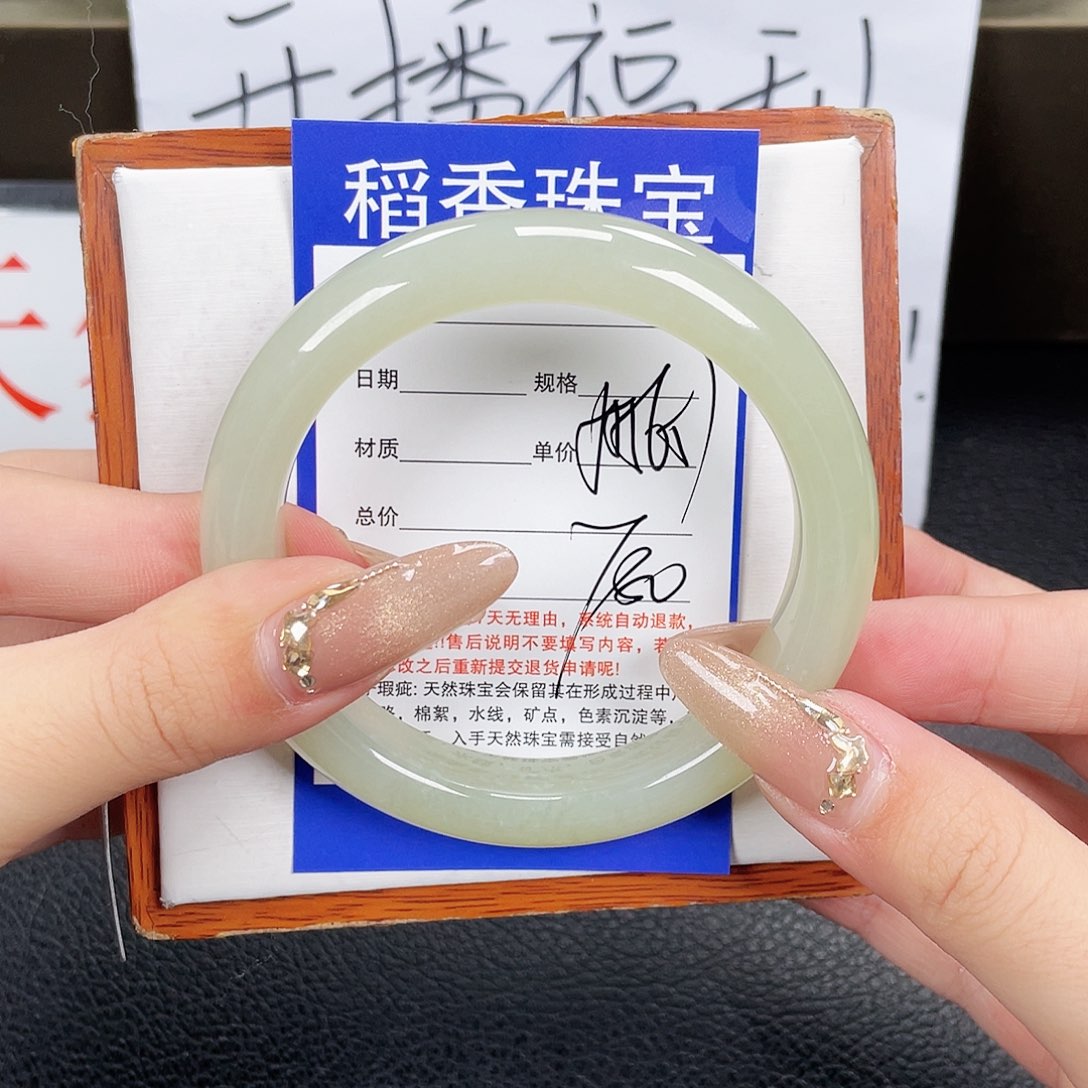 开播福利
稻香珠宝
日期 规格
材质 单价
总价
780
7天无理由，系统自动退款，
!!售后说明不要填写内容，若
改之后重新提交退货申请呢!
瑕疵: 天然珠宝会保留其在形成过程中
，棉絮，水线，矿点，色素沉淀等，
入手天然珠宝需接受自然
!